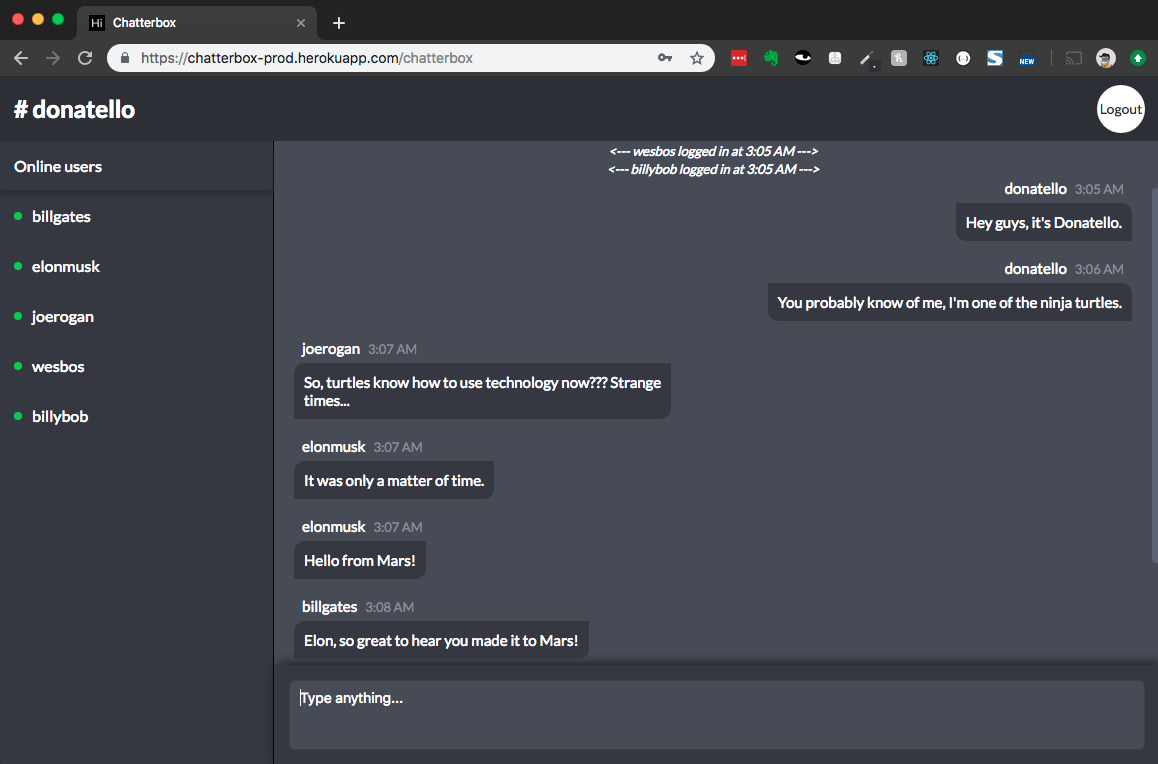 Hi Chatterbox
https://chatterbox-prod.herokuapp.com/chatterbox
NEW
# donatello
Logout
Online users
billgates
elonmusk
joerogan
wesbos
billybob
<--- wesbos logged in at 3:05 AM --->
<--- billybob logged in at 3:05 AM --->
donatello 3:05 AM
Hey guys, it's Donatello.
donatello 3:06 AM
You probably know of me, I'm one of the ninja turtles.
joerogan 3:07 AM
So, turtles know how to use technology now??? Strange
times...
elonmusk 3:07 AM
It was only a matter of time.
elonmusk 3:07 AM
Hello from Mars!
billgates 3:08 AM
Elon, so great to hear you made it to Mars!
Type anything...